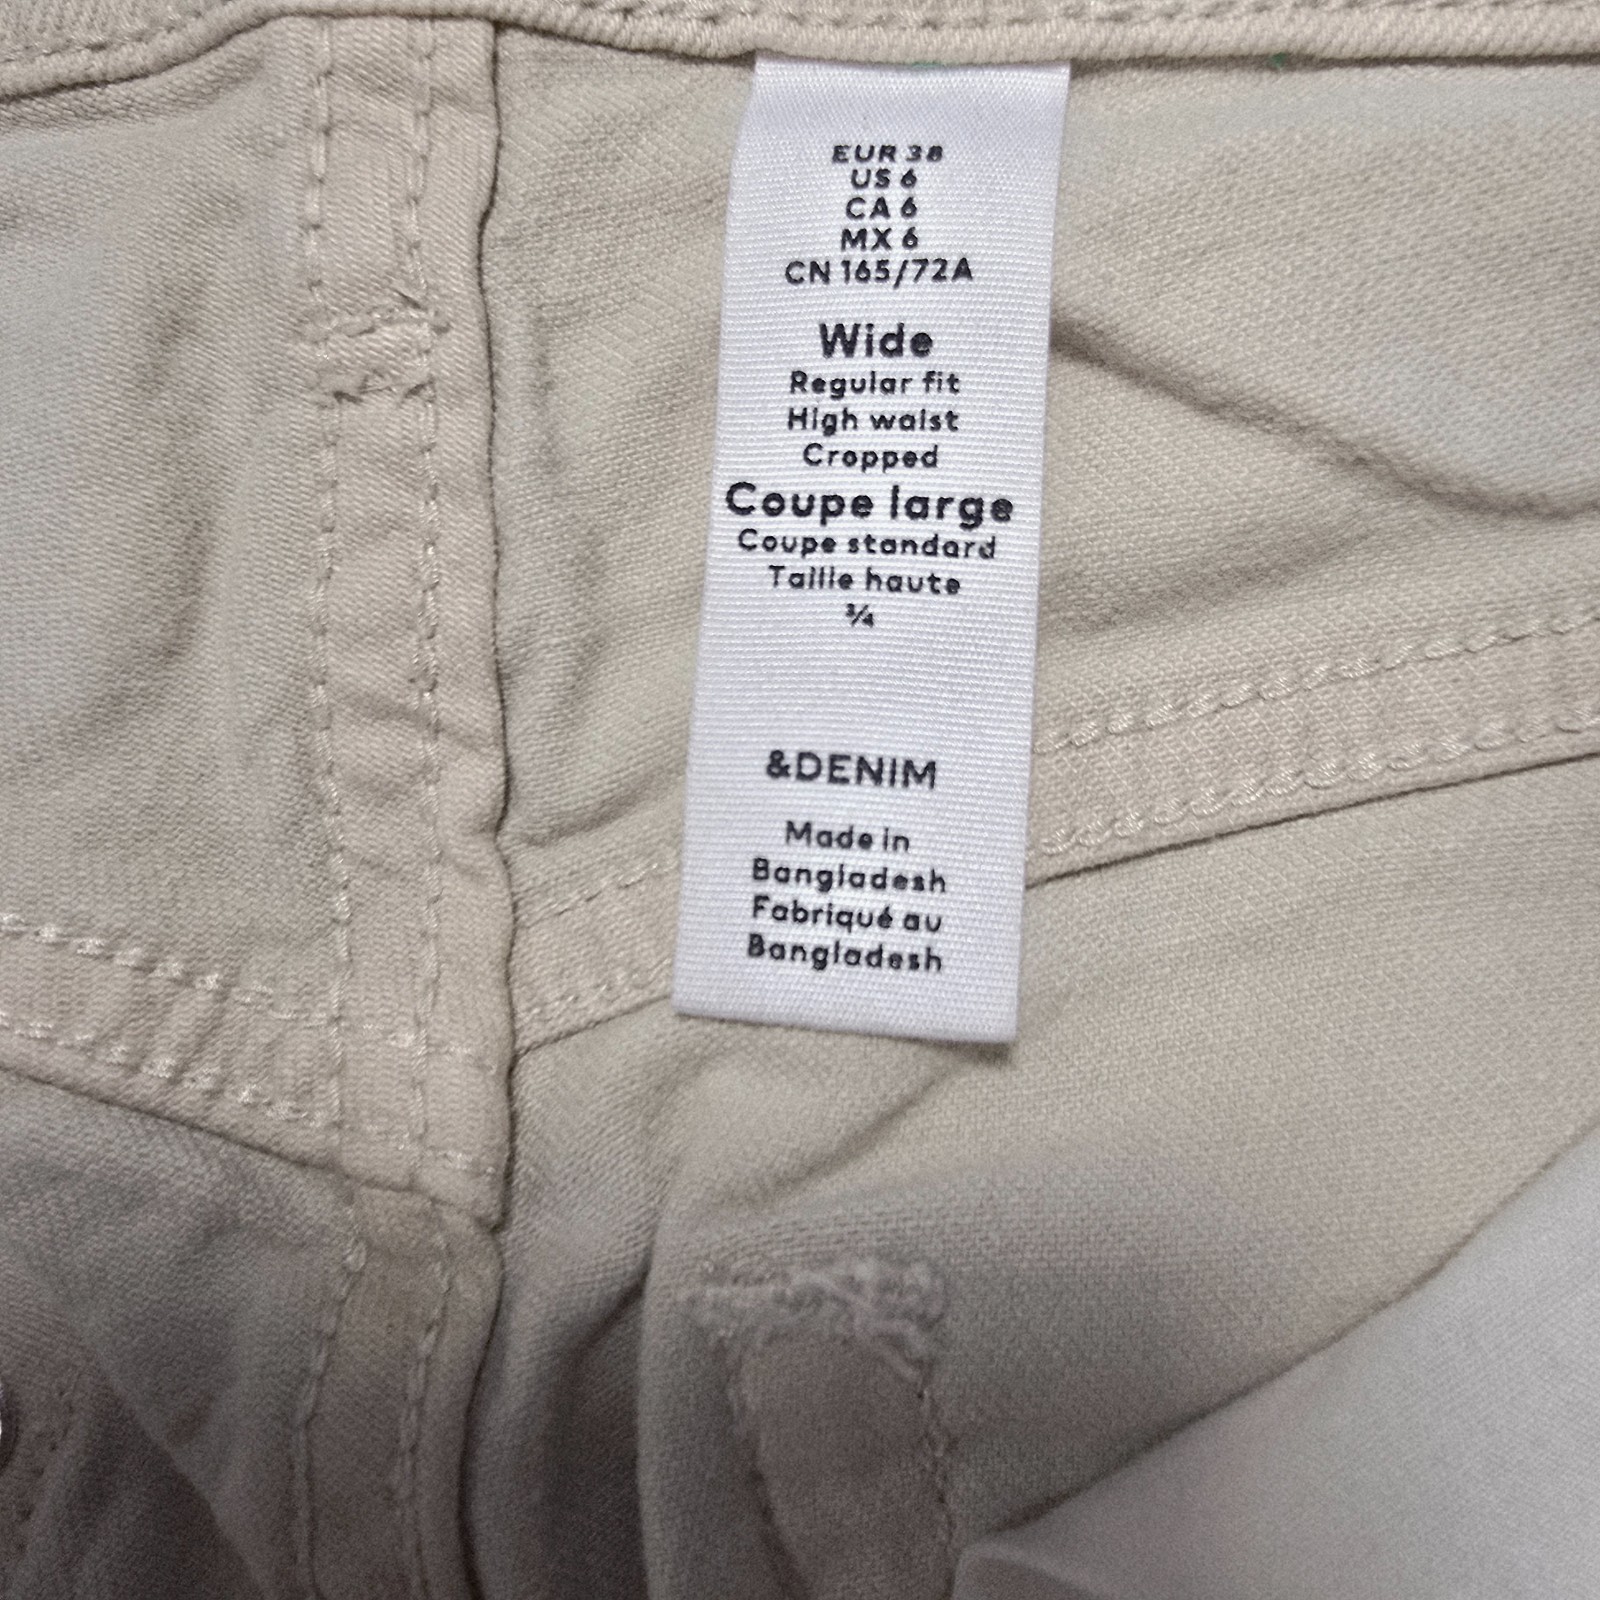 EUR 38
US 6
CA 6
MX 6
CN 165/72A
Wide
Regular fit
High waist
Cropped
Coupe large
Coupe standard
Taille haute
¾
&DENIM
Made in
Bangladesh
Fabriqué au
Bangladesh